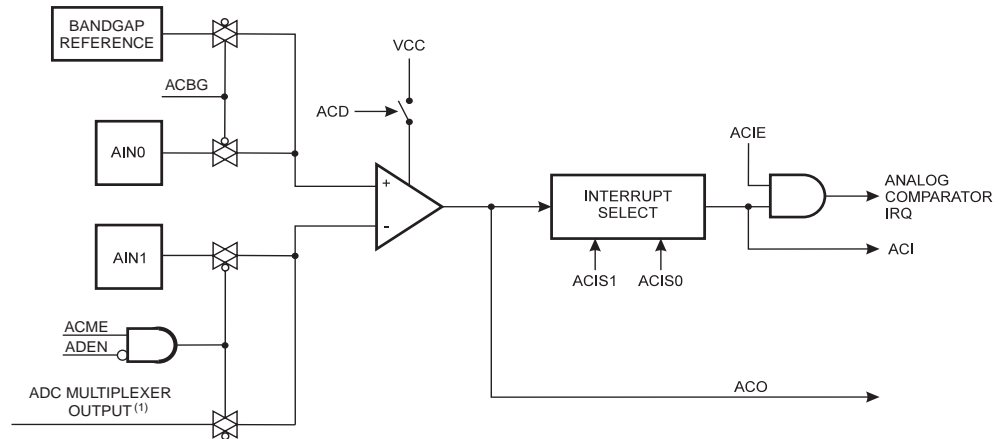 BANDGAP
REFERENCE
VCC
ACBG
ACD
ACIE
AIN0
+
-
INTERRUPT
SELECT
ANALOG
COMPARATOR
IRQ
AIN1
ACI
ACIS1 ACIS0
ACME
ADEN
ADC MULTIPLEXER
OUTPUT (1)
ACO